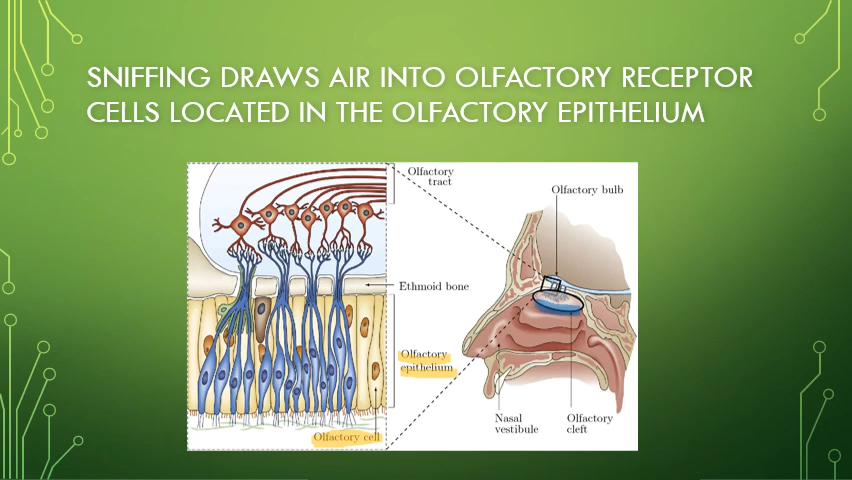 SNIFFING DRAWS AIR INTO OLFACTORY RECEPTOR
CELLS LOCATED IN THE OLFACTORY EPITHELIUM
Olfactory
tract
Olfactory bulb
Ethmoid bone
Olfactory
epithelium
Olfactory cell
Nasal
vestibule
Olfactory
cleft